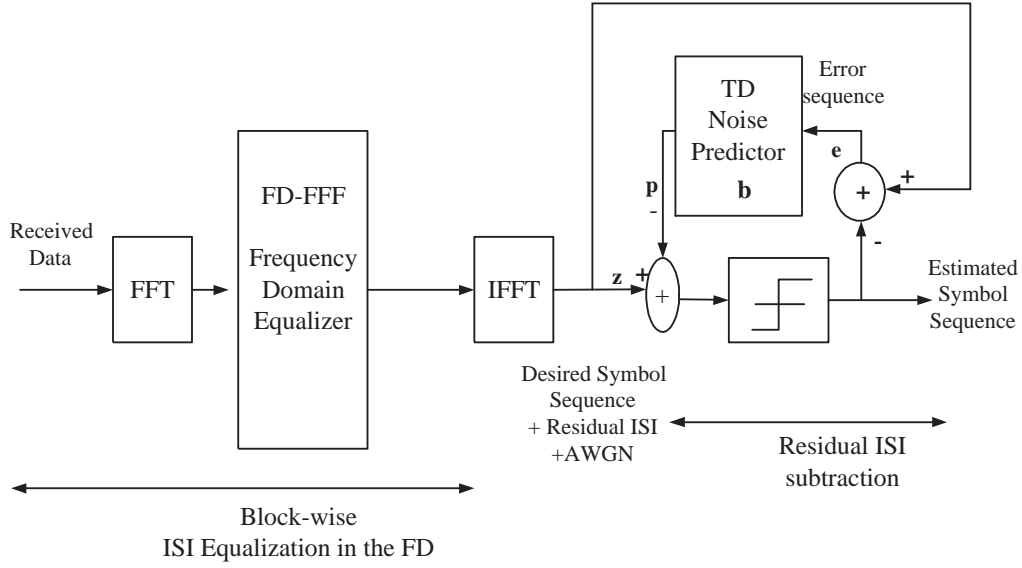 Received
Data
FFT
FD-FFF
Frequency
Domain
Equalizer
IFFT
z
+
+
p
-
TD
Noise
Predictor
b
Error
sequence
e
+
+
-
Estimated
Symbol
Sequence
Desired Symbol
Sequence
+ Residual ISI
+AWGN
Residual ISI
subtraction
Block-wise
ISI Equalization in the FD